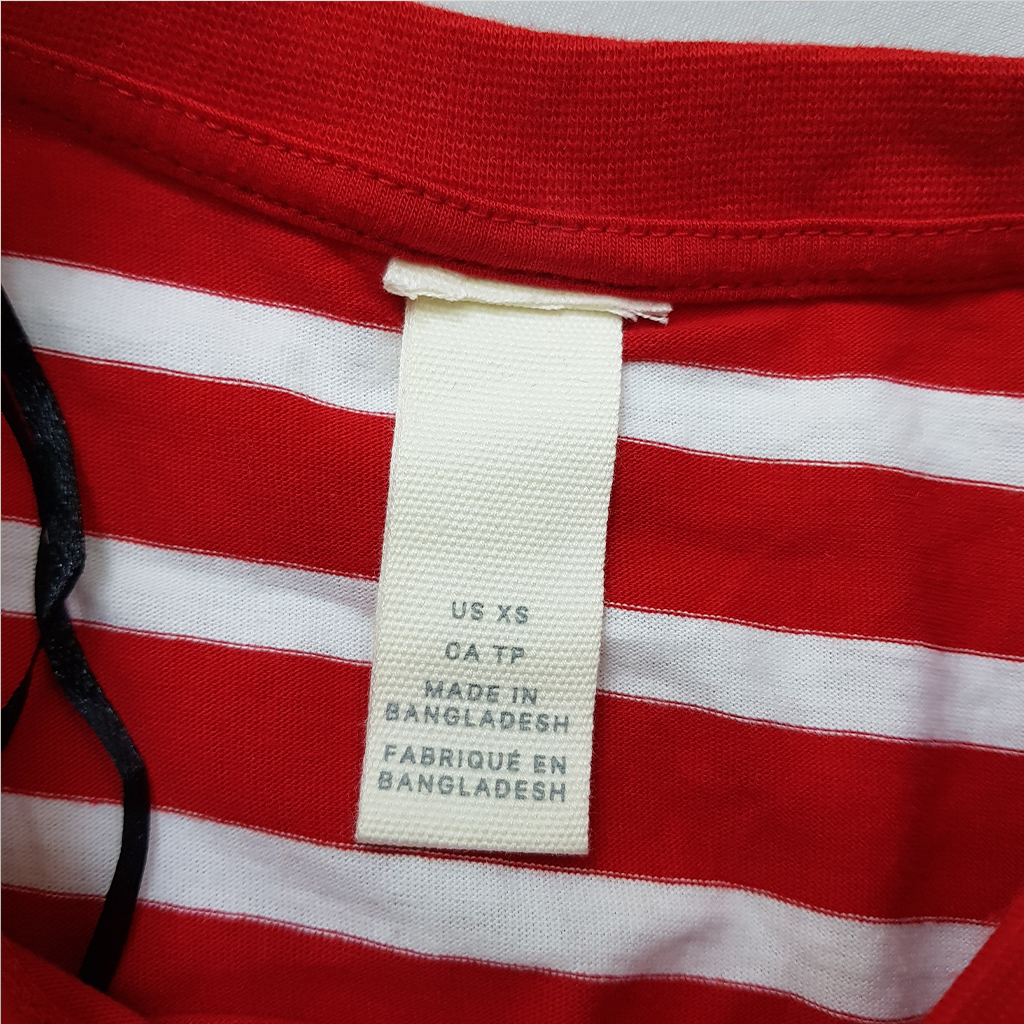 US XS
CA TP
MADE IN
BANGLADESH
FABRIQUÉ EN
BANGLADESH